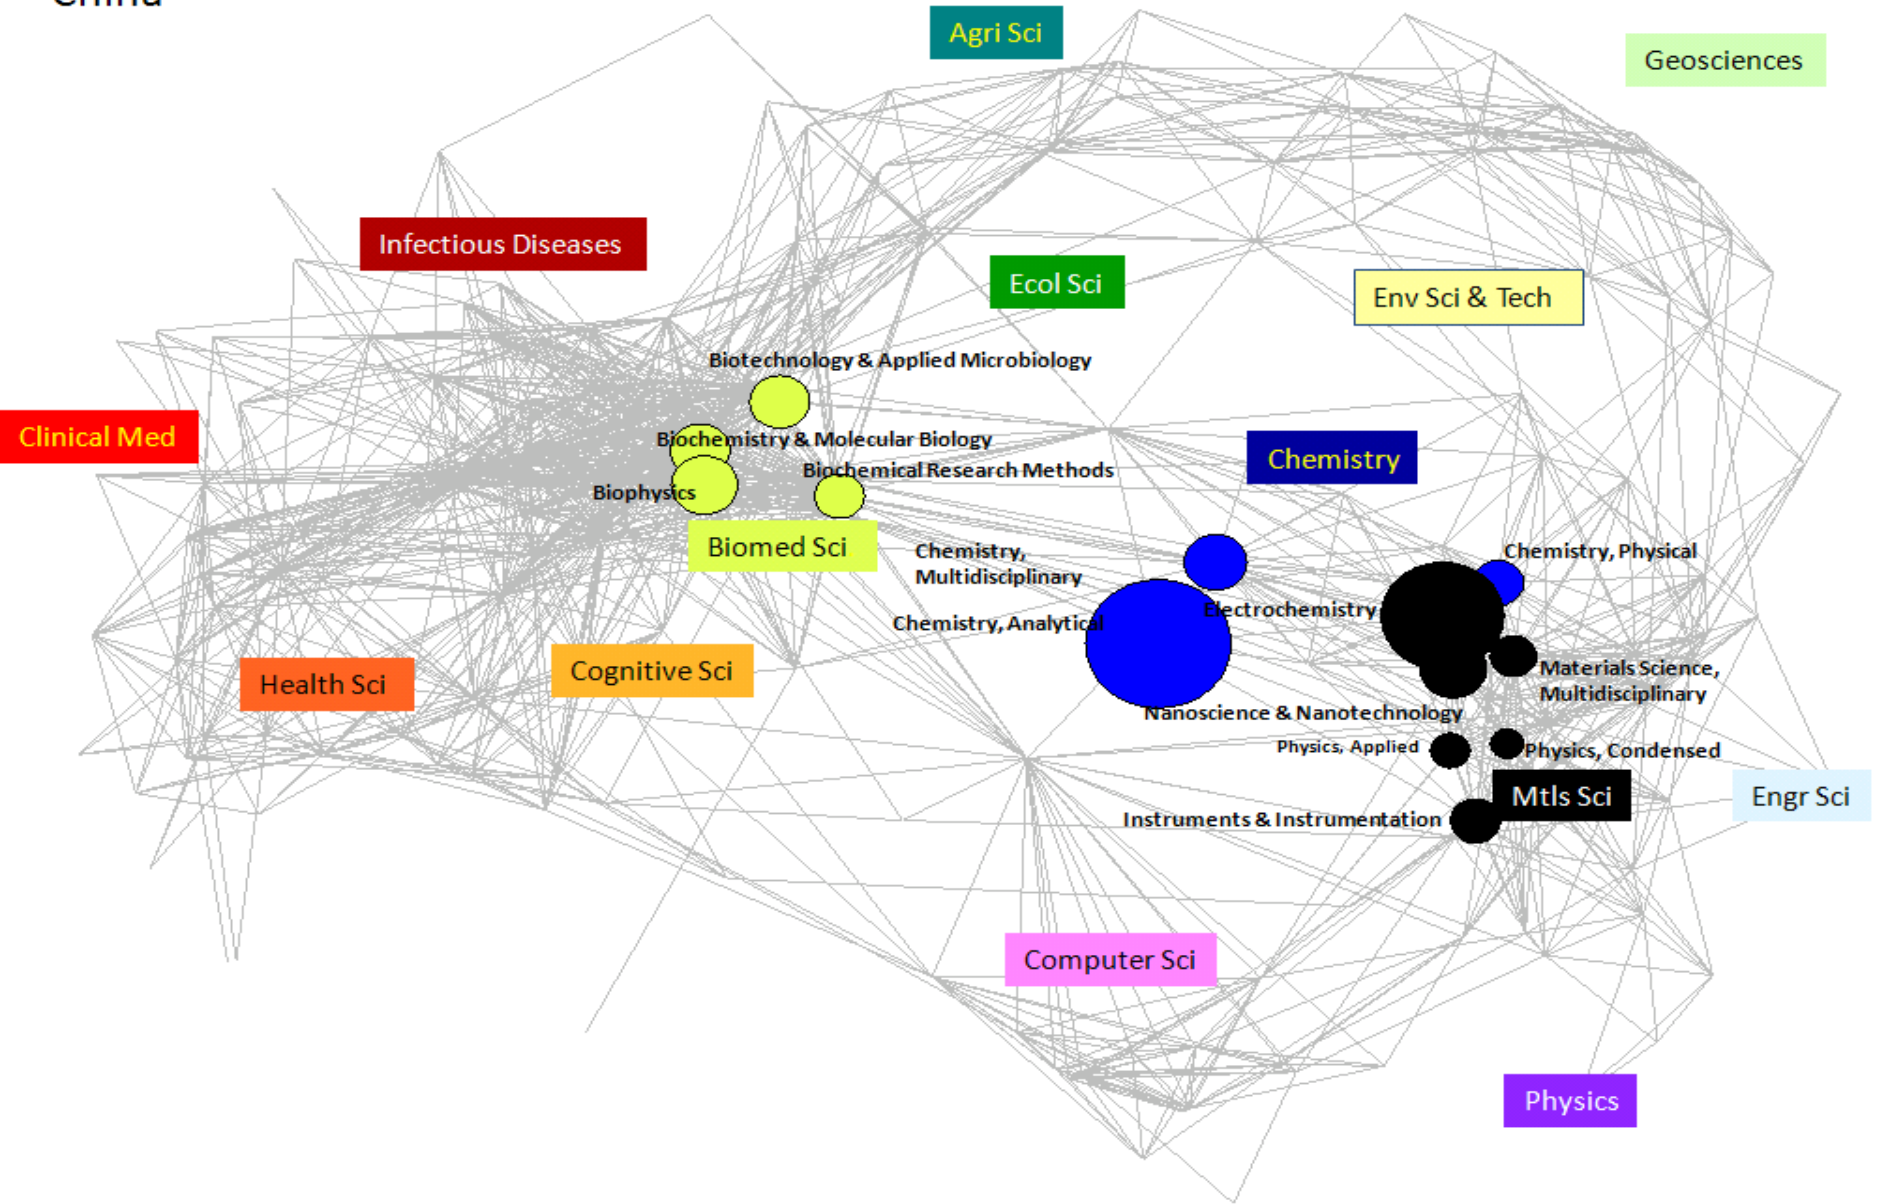 China
Agri Sci
Geosciences
Infectious Diseases
Ecol Sci
Env Sci & Tech
Biotechnology & Applied Microbiology
Clinical Med
Biochemistry & Molecular Biology
Chemistry
Biochemical Research Methods
Biophysics
Biomed Sci
Chemistry,
Multidisciplinary
Chemistry, Physical
Electrochemistry
Chemistry, Analytical
Cognitive Sci
Health Sci
Materials Science,
Multidisciplinary
Nanoscience & Nanotechnology
Physics, Applied
Physics, Condensed
Mtls Sci
Engr Sci
Instruments & Instrumentation
Computer Sci
Physics